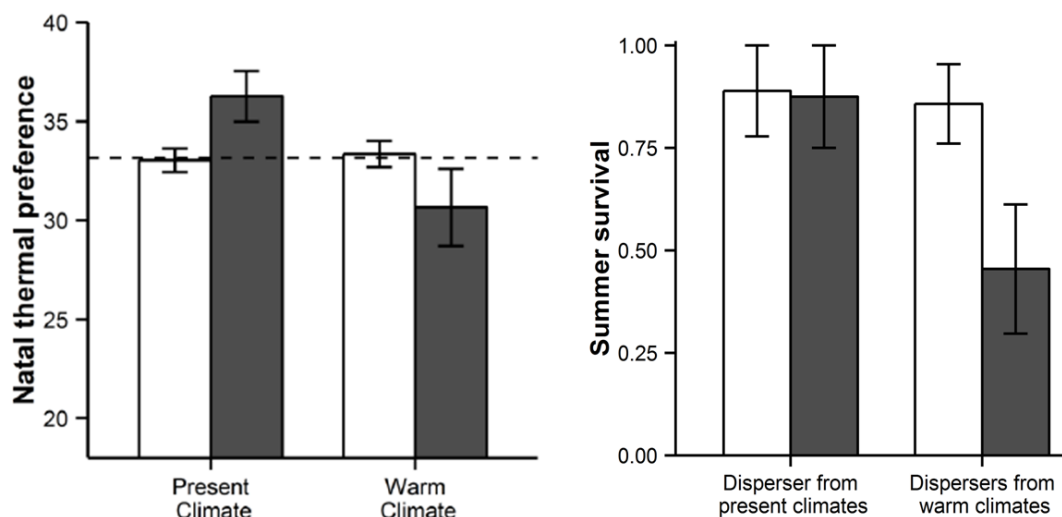 Natal thermal preference
40
35
30
25
20
Present
Climate
Warm
Climate
Summer survival
1.00
0.75
0.50
0.25
0.00
Disperser from
present climates
Dispersers from
warm climates